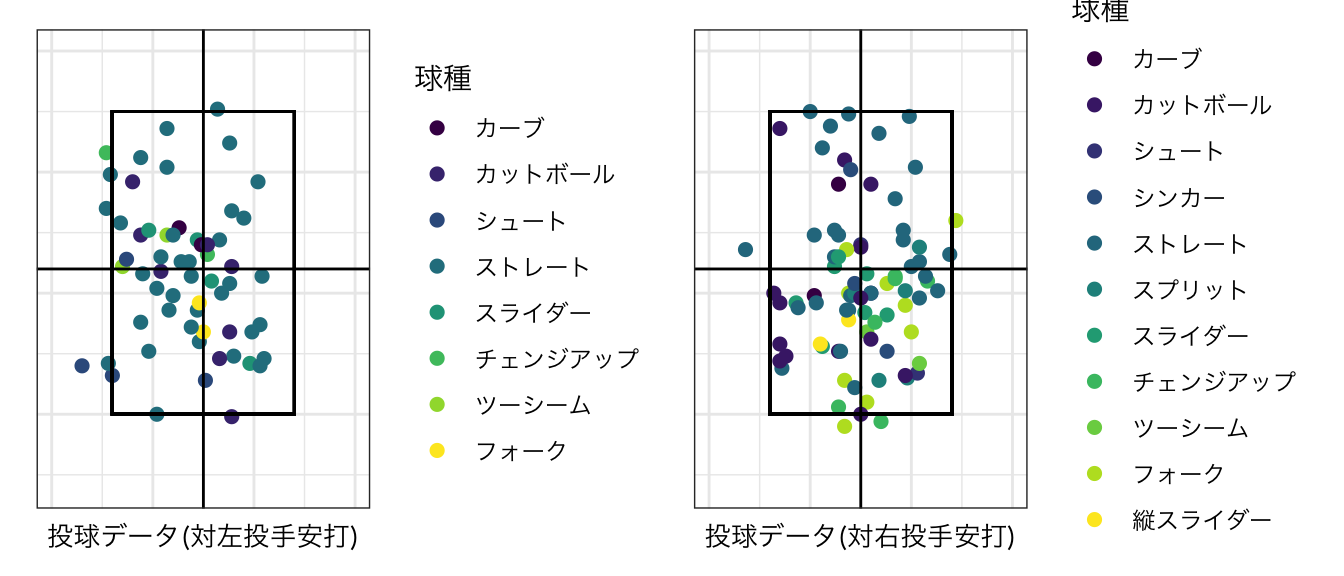 球種
カーブ
カットボール
シュート
ストレート
スライダー
チェンジアップ
ツーシーム
フォーク
投球データ(対左投手安打)
球種
カーブ
カットボール
シュート
シンカー
ストレート
スプリット
スライダー
チェンジアップ
ツーシーム
フォーク
縦スライダー
投球データ(対右投手安打)